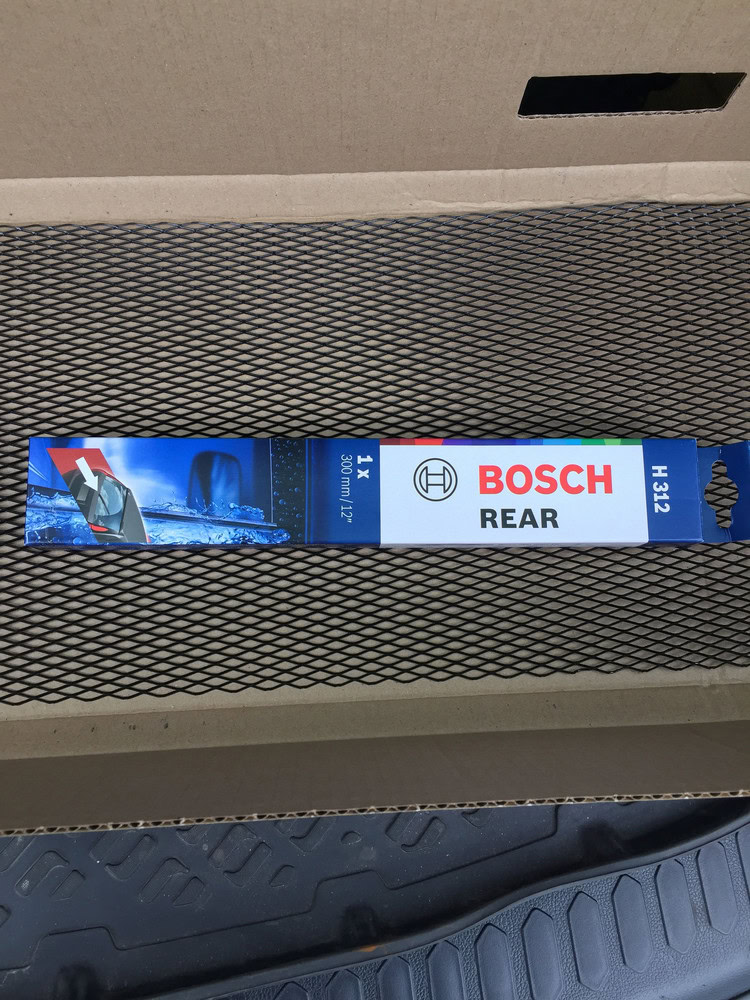 1 x
300 mm / 12"
BOSCH
REAR
H 312